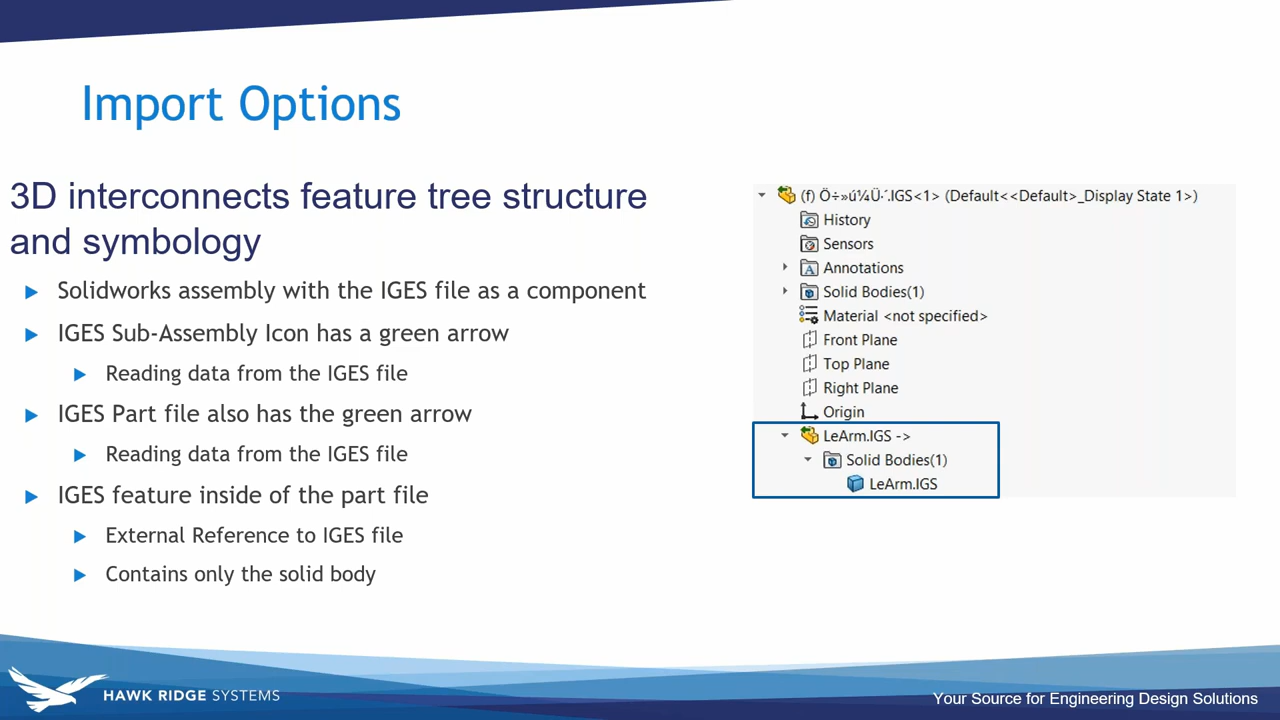 Import Options
3D interconnects feature tree structure
and symbology
Solidworks assembly with the IGES file as a component
IGES Sub-Assembly Icon has a green arrow
Reading data from the IGES file
IGES Part file also has the green arrow
Reading data from the IGES file
IGES feature inside of the part file
External Reference to IGES file
Contains only the solid body
(f) Ö÷»ú¼Ü·´.IGS<1> (Default<<Default>_Display State 1>)
History
Sensors
Annotations
Solid Bodies(1)
Material <not specified>
Front Plane
Top Plane
Right Plane
Origin
LeArm.IGS ->
Solid Bodies(1)
LeArm.IGS
HAWK RIDGE SYSTEMS
Your Source for Engineering Design Solutions